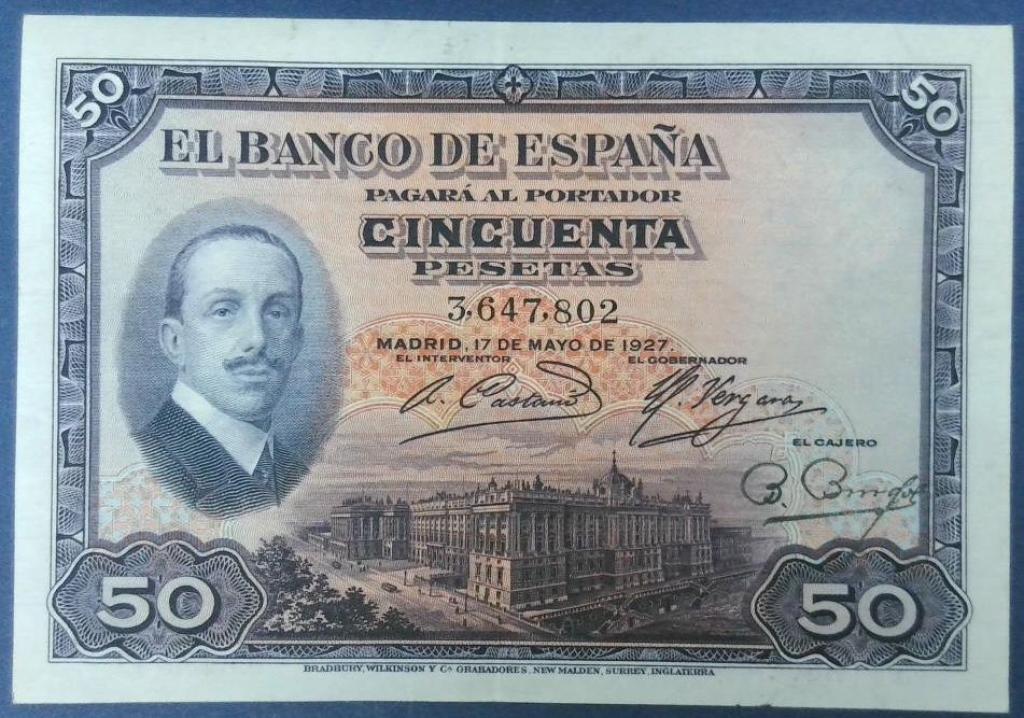 50 50
EL BANCO DE ESPAÑA
PAGARÁ AL PORTADOR
CINCUENTA
PESETAS
3,647,802
MADRID, 17 DE MAYO DE 1927.
EL INTERVENTOR EL GOBERNADOR
A. Vergara
EL CAJERO
50 50
BRADBURY, WILKINSON Y Cª GRABADORES, NEW MALDEN, SURREY, INGLATERRA